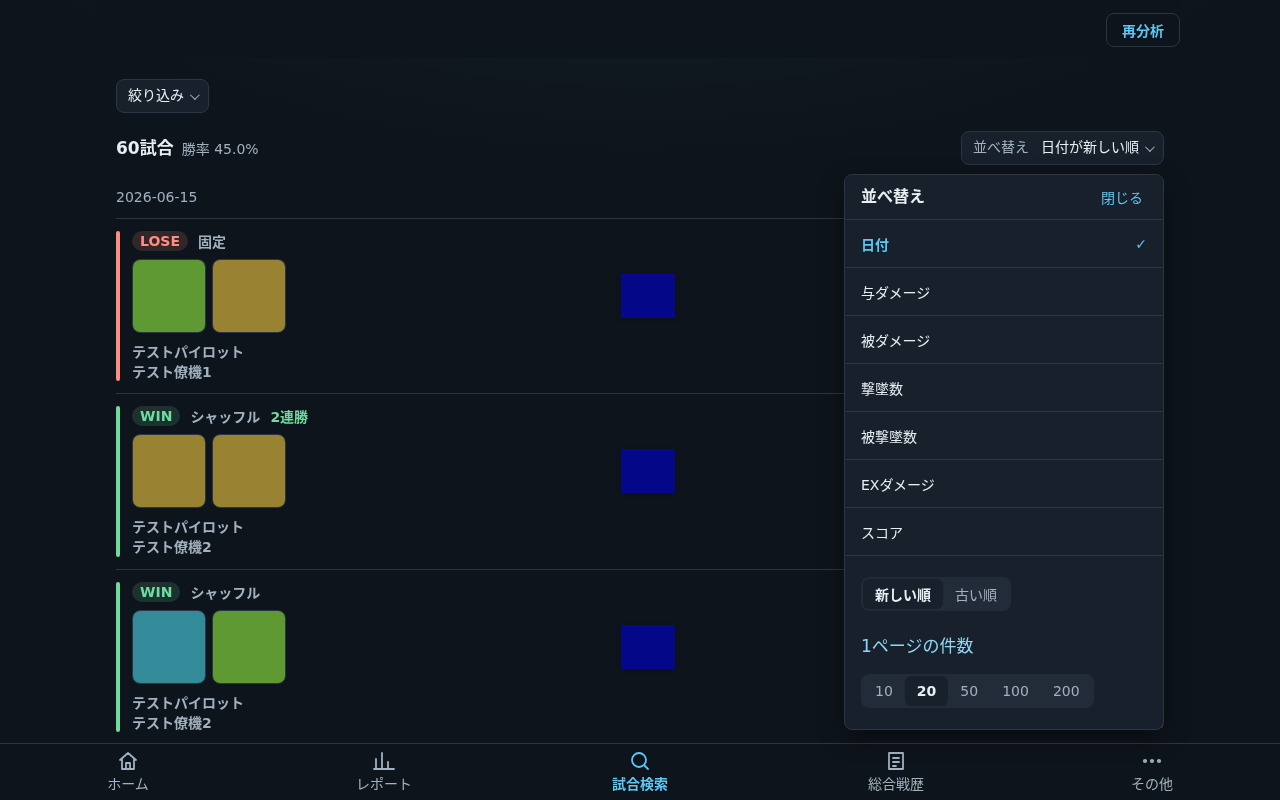 再分析
絞り込み
60試合 勝率 45.0%
並べ替え 日付が新しい順
2026-06-15
LOSE 固定
テストパイロット
テスト僚機1
WIN シャッフル 2連勝
テストパイロット
テスト僚機2
WIN シャッフル
テストパイロット
テスト僚機2
並べ替え 閉じる
日付 ✓
与ダメージ
被ダメージ
撃墜数
被撃墜数
EXダメージ
スコア
新しい順 古い順
1ページの件数
10 20 50 100 200
ホーム レポート 試合検索 総合戦歴 その他